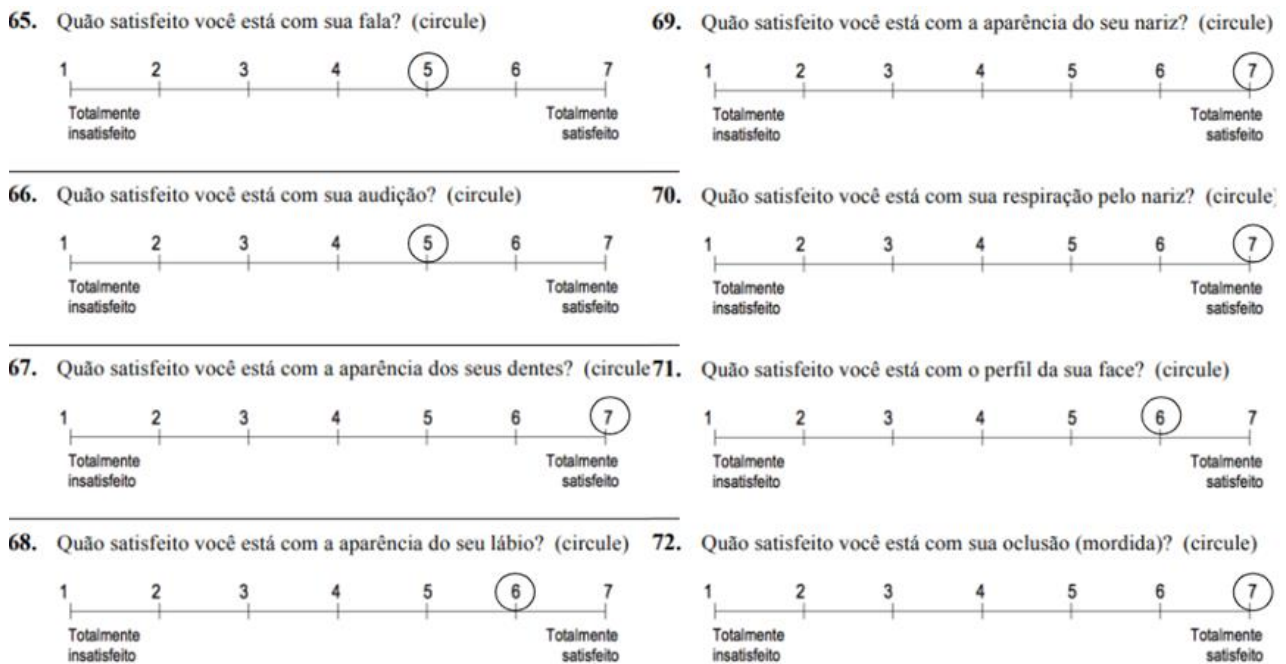 65. Quão satisfeito você está com sua fala? (circule)
1 2 3 4 5 6 7
Totalmente insatisfeito
Totalmente satisfeito
66. Quão satisfeito você está com sua audição? (circule)
1 2 3 4 5 6 7
Totalmente insatisfeito
Totalmente satisfeito
67. Quão satisfeito você está com a aparência dos seus dentes? (circule
1 2 3 4 5 6 7
Totalmente insatisfeito
Totalmente satisfeito
68. Quão satisfeito você está com a aparência do seu lábio? (circule)
1 2 3 4 5 6 7
Totalmente insatisfeito
Totalmente satisfeito
69. Quão satisfeito você está com a aparência do seu nariz? (circule)
1 2 3 4 5 6 7
Totalmente insatisfeito
Totalmente satisfeito
70. Quão satisfeito você está com sua respiração pelo nariz? (circule)
1 2 3 4 5 6 7
Totalmente insatisfeito
Totalmente satisfeito
71. Quão satisfeito você está com o perfil da sua face? (circule)
1 2 3 4 5 6 7
Totalmente insatisfeito
Totalmente satisfeito
72. Quão satisfeito você está com sua oclusão (mordida)? (circule)
1 2 3 4 5 6 7
Totalmente insatisfeito
Totalmente satisfeito